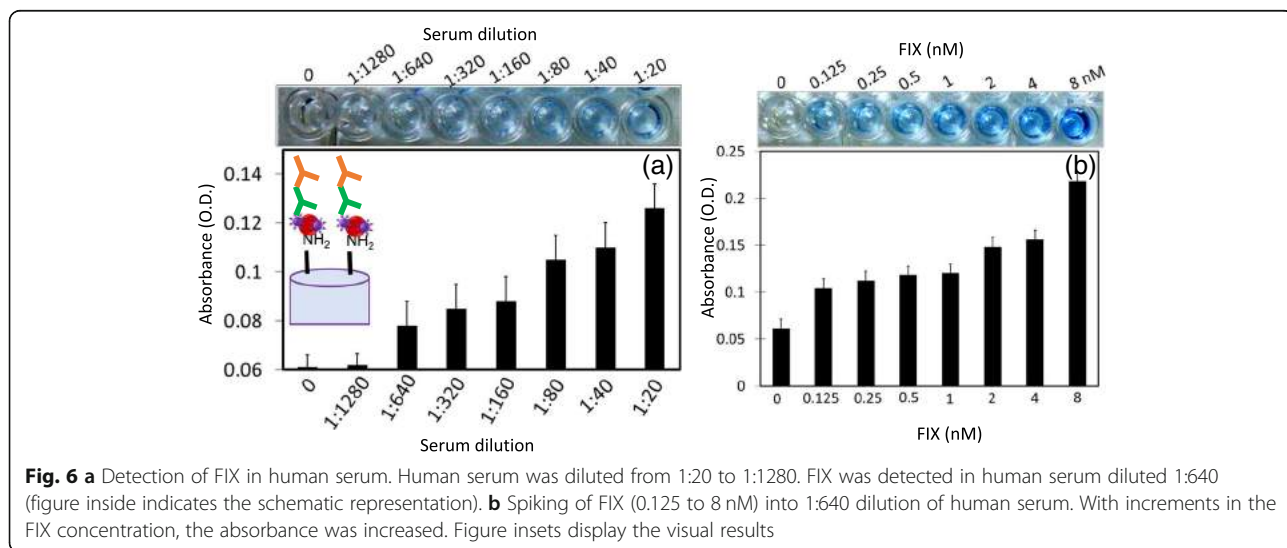 Serum dilution
0 1:1280 1:640 1:320 1:160 1:80 1:40 1:20
(a)
0.14
0.12
0.1
0.08
0.06
Absorbance (O.D.)
NH2 NH2
0 1:1280 1:640 1:320 1:160 1:80 1:40 1:20
Serum dilution
FIX (nM)
0 0.125 0.25 0.5 1 2 4 8 nM
(b)
0.25
0.2
0.15
0.1
0.05
0
Absorbance (O.D.)
0 0.125 0.25 0.5 1 2 4 8
FIX (nM)
Fig. 6 a Detection of FIX in human serum. Human serum was diluted from 1:20 to 1:1280. FIX was detected in human serum diluted 1:640
(figure inside indicates the schematic representation). b Spiking of FIX (0.125 to 8 nM) into 1:640 dilution of human serum. With increments in the
FIX concentration, the absorbance was increased. Figure insets display the visual results